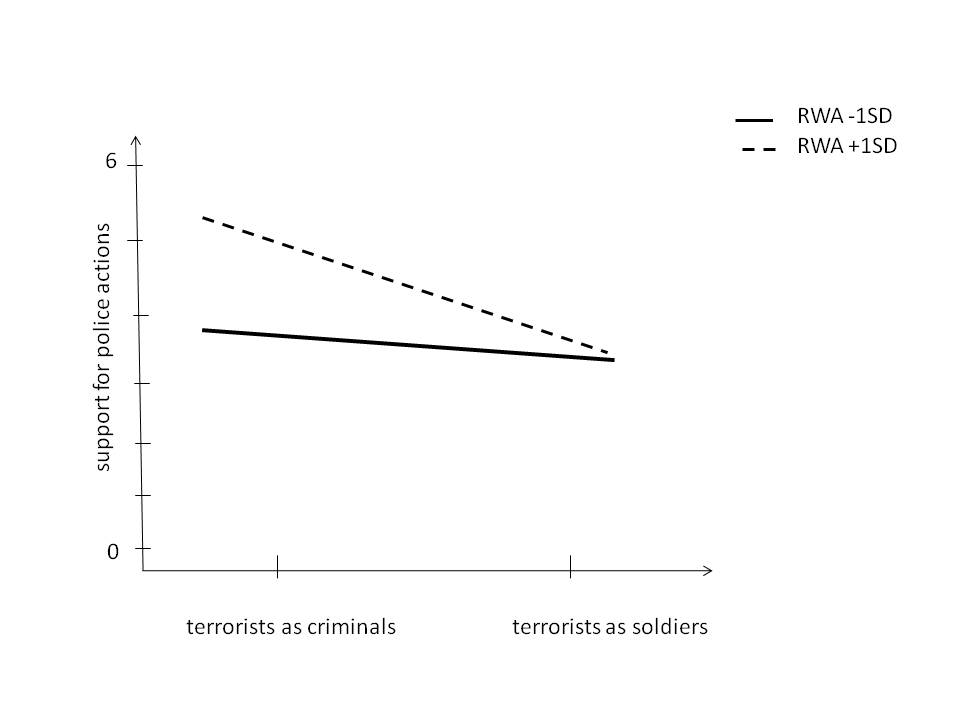 RWA -1SD
RWA +1SD
6
support for police actions
0
terrorists as criminals
terrorists as soldiers